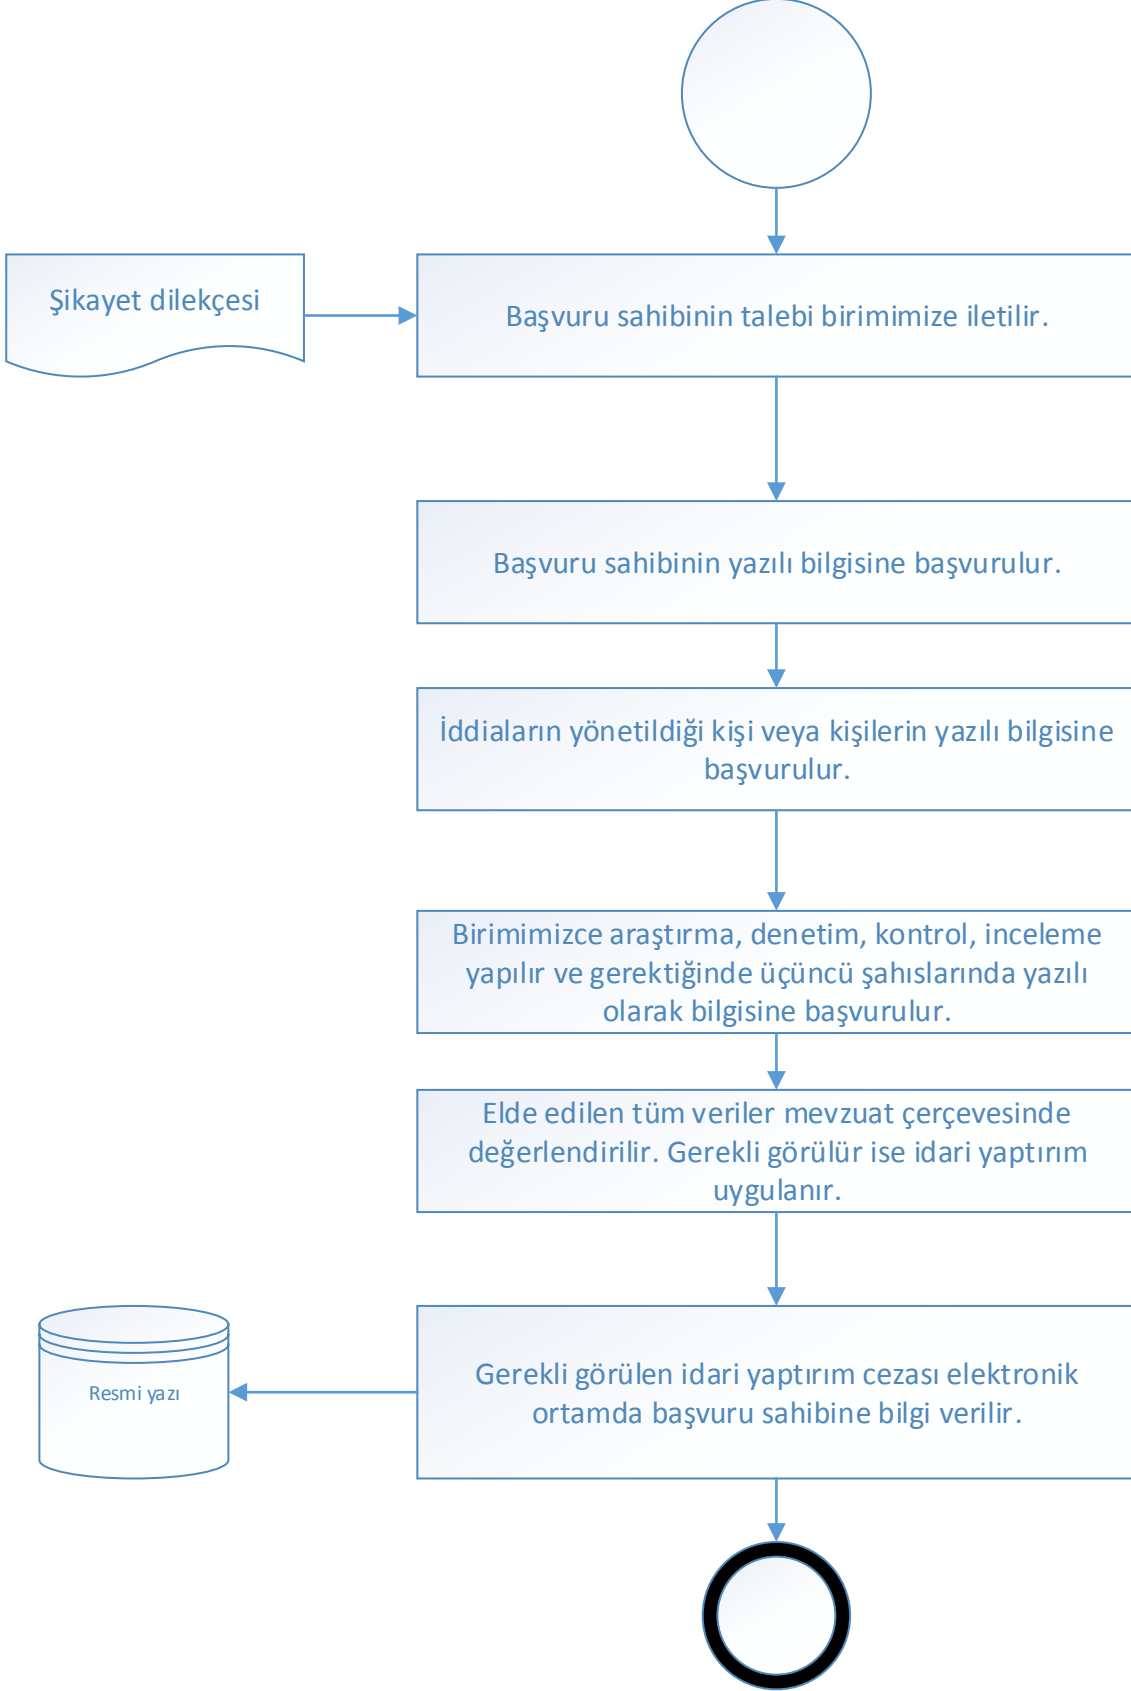 Şikayet dilekçesi
Başvuru sahibinin talebi birimimize iletilir.
Başvuru sahibinin yazılı bilgisine başvurulur.
İddiaların yönetildiği kişi veya kişilerin yazılı bilgisine
başvurulur.
Birimimizce araştırma, denetim, kontrol, inceleme
yapılır ve gerektiğinde üçüncü şahıslarında yazılı
olarak bilgisine başvurulur.
Elde edilen tüm veriler mevzuat çerçevesinde
değerlendirilir. Gerekli görülür ise idari yaptırım
uygulanır.
Gerekli görülen idari yaptırım cezası elektronik
ortamda başvuru sahibine bilgi verilir.
Resmi yazı